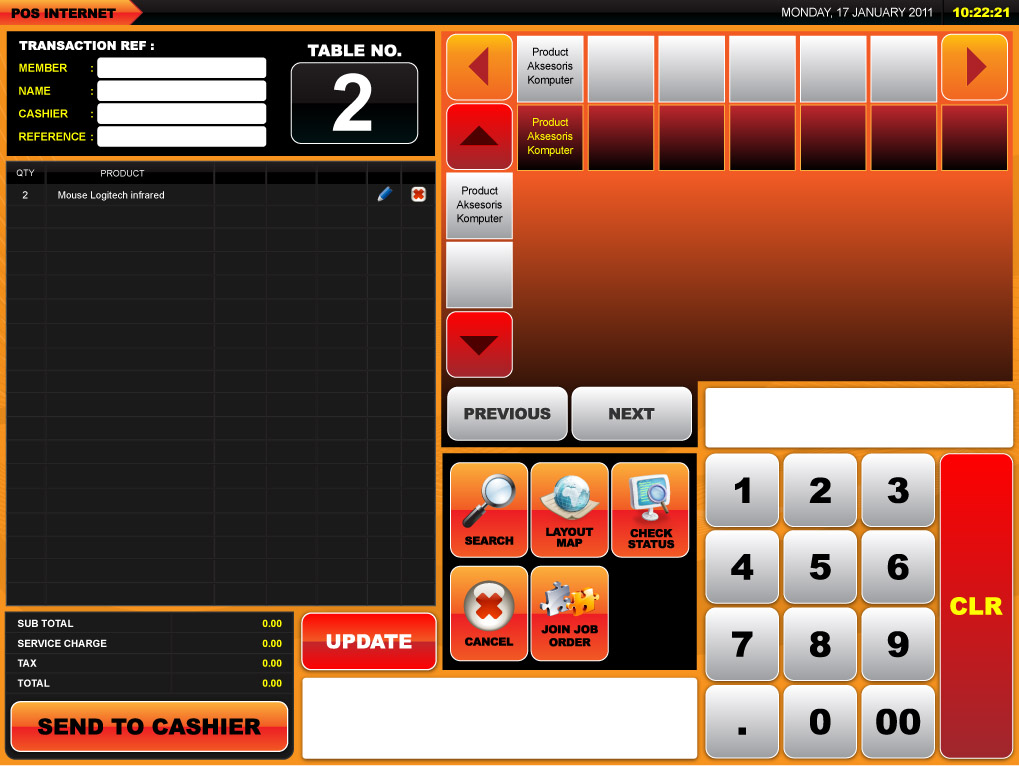 POS INTERNET
MONDAY, 17 JANUARY 2011 10:22:21
TRANSACTION REF :
MEMBER :
NAME :
CASHIER :
REFERENCE :
TABLE NO.
2
QTY PRODUCT
2 Mouse Logitech infrared
SUB TOTAL 0.00
SERVICE CHARGE 0.00
TAX 0.00
TOTAL 0.00
SEND TO CASHIER
UPDATE
Product
Aksesoris
Komputer
Product
Aksesoris
Komputer
Product
Aksesoris
Komputer
PREVIOUS NEXT
SEARCH
LAYOUT
MAP
CHECK
STATUS
CANCEL
JOIN JOB
ORDER
1 2 3
4 5 6
7 8 9
. 0 00
CLR